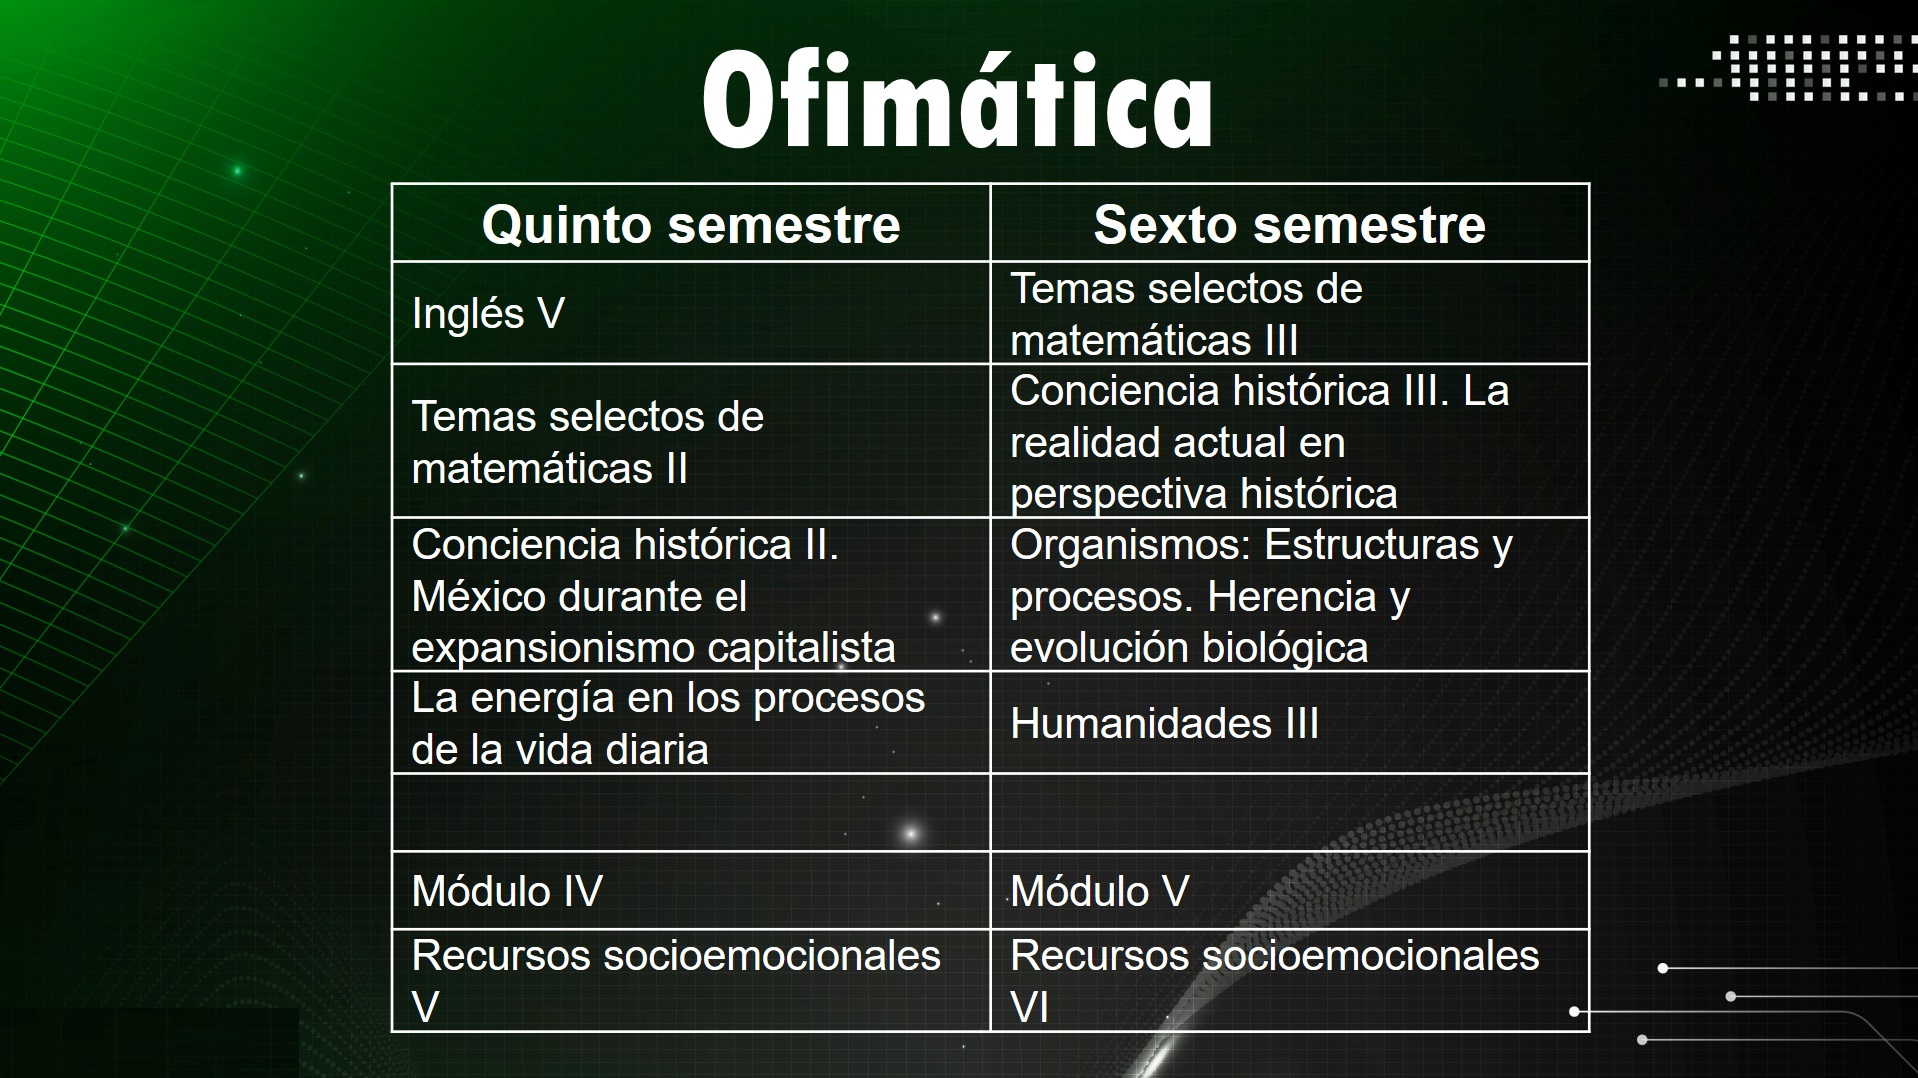 Ofimática
Quinto semestre
Sexto semestre
Inglés V
Temas selectos de
matemáticas III
Temas selectos de
matemáticas II
Conciencia histórica III. La
realidad actual en
perspectiva histórica
Conciencia histórica II.
México durante el
expansionismo capitalista
Organismos: Estructuras y
procesos. Herencia y
evolución biológica
La energía en los procesos
de la vida diaria
Humanidades III
Módulo IV
Módulo V
Recursos socioemocionales
V
Recursos socioemocionales
VI